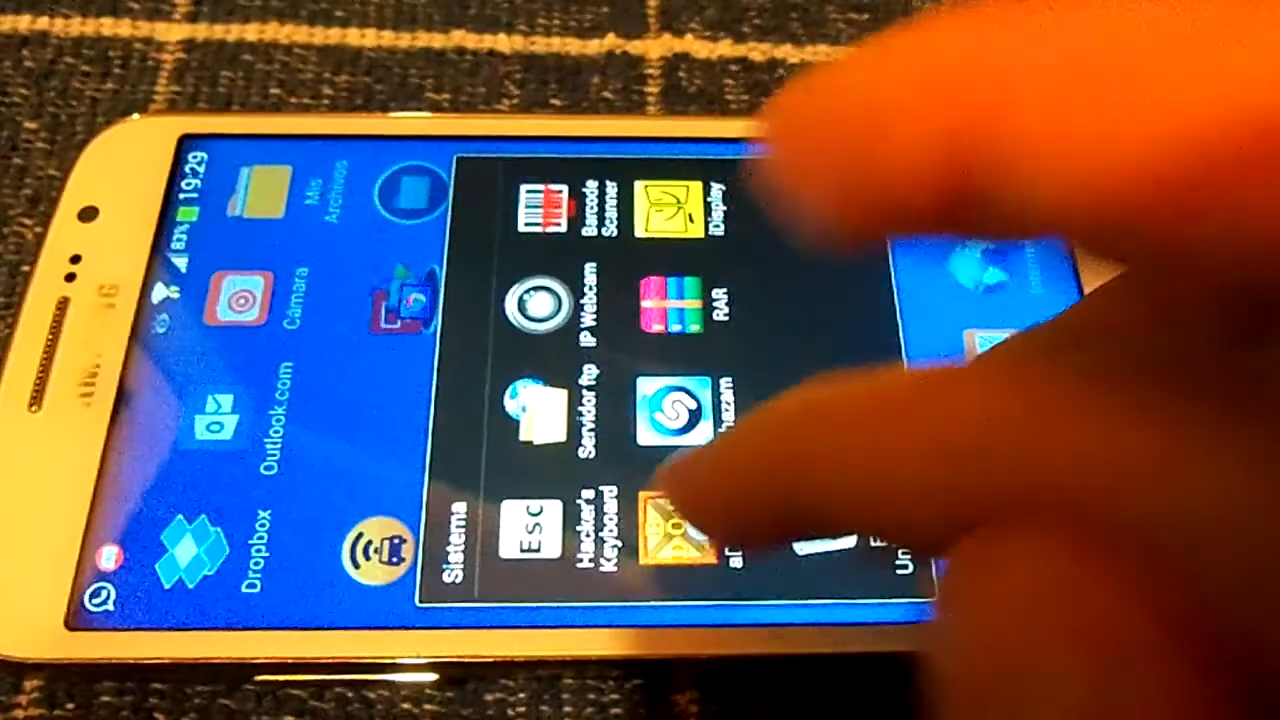 83% 19:29
Dropbox
Outlook.com
Cámara
Mis
Archivos
Sistema
ESC
Hacker's
Keyboard
Servidor ftp
IP Webcam
Barcode
Scanner
hazam
RAR
iDisplay